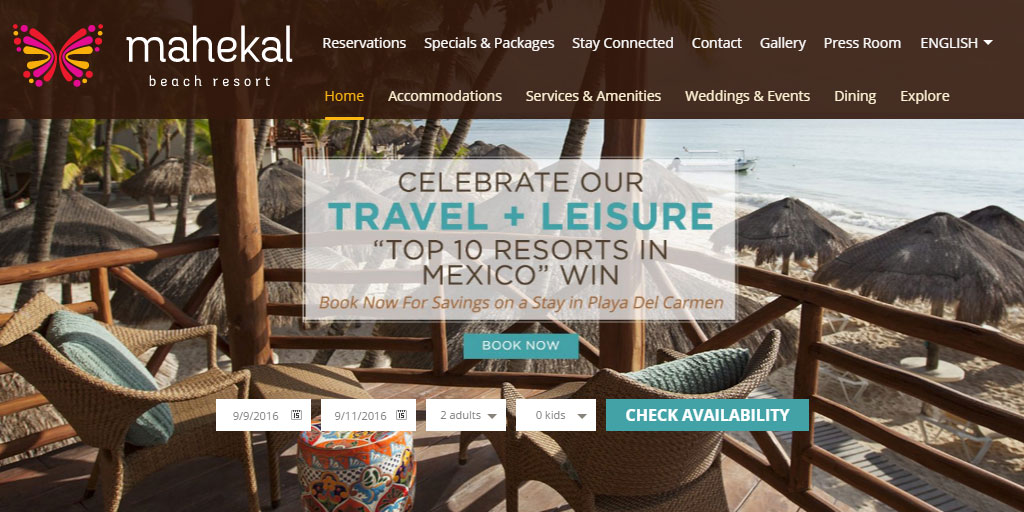 mahekal
beach resort
Reservations Specials & Packages Stay Connected Contact Gallery Press Room ENGLISH
Home Accommodations Services & Amenities Weddings & Events Dining Explore
CELEBRATE OUR
TRAVEL + LEISURE
“TOP 10 RESORTS IN
MEXICO” WIN
Book Now For Savings on a Stay in Playa Del Carmen
BOOK NOW
9/9/2016 15 9/11/2016 15 2 adults 0 kids CHECK AVAILABILITY